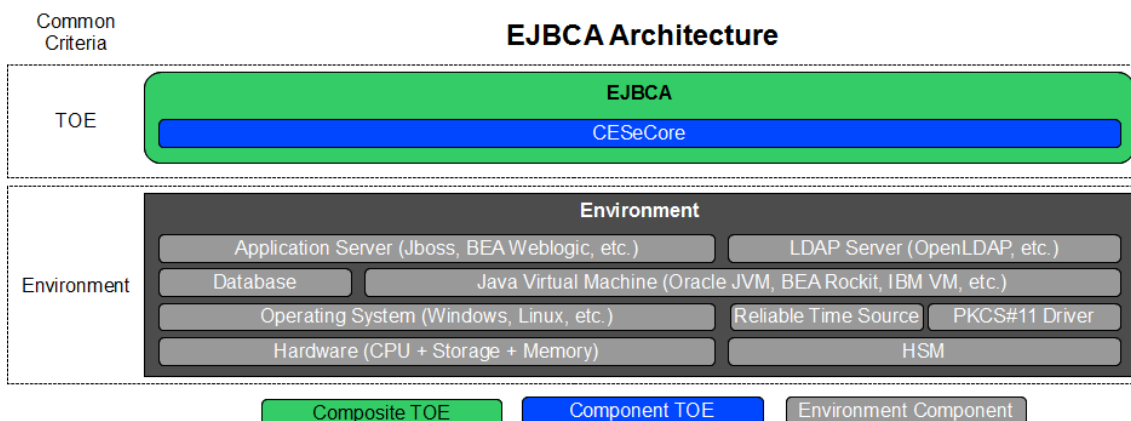 Common
Criteria
EJBCA Architecture
TOE
EJBCA
CESeCore
Environment
Environment
Application Server (Jboss, BEA Weblogic, etc.)
LDAP Server (OpenLDAP, etc.)
Database
Java Virtual Machine (Oracle JVM, BEA Rockit, IBM VM, etc.)
Operating System (Windows, Linux, etc.)
Reliable Time Source
PKCS#11 Driver
Hardware (CPU + Storage + Memory)
HSM
Composite TOE
Component TOE
Environment Component